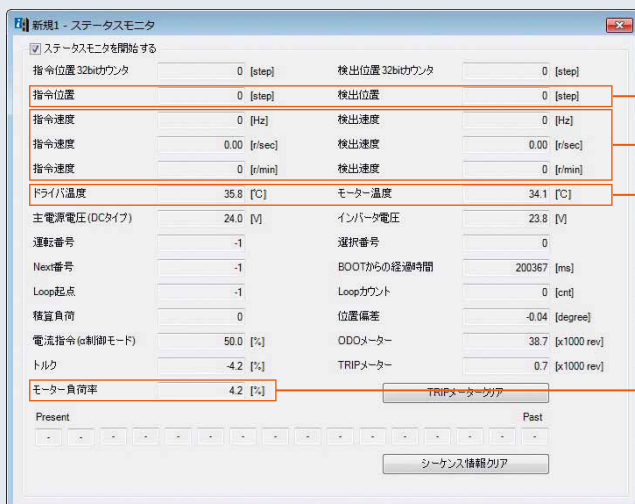 新規1 - ステータスモニタ
ステータスモニタを開始する
指令位置32bitカウンタ 0 [step] 検出位置32bitカウンタ 0 [step]
指令位置 0 [step] 検出位置 0 [step]
指令速度 0 [Hz] 検出速度 0 [Hz]
指令速度 0.00 [r/sec] 検出速度 0.00 [r/sec]
指令速度 0 [r/min] 検出速度 0 [r/min]
ドライバ温度 35.8 [℃] モーター温度 34.1 [℃]
主電源電圧(DCタイプ) 24.0 [V] インバータ電圧 23.8 [V]
運転番号 -1 選択番号 0
Next番号 -1 BOOTからの経過時間 200367 [ms]
Loop起点 -1 Loopカウント 0 [cnt]
積算負荷 0 位置偏差 -0.04 [degree]
電流指令(α制御モード) 50.0 [%] ODOメーター 38.7 [x1000 rev]
トルク -4.2 [%] TRIPメーター 0.7 [x1000 rev]
モーター負荷率 4.2 [%] TRIPメータークリア
Present Past
- - - - - - - - - - - - - - - -
シーケンス情報クリア